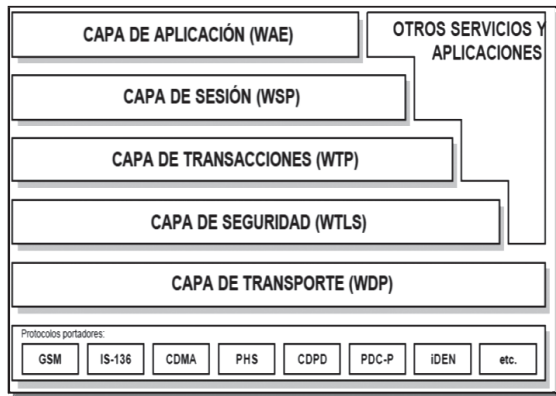 CAPA DE APLICACIÓN (WAE)
OTROS SERVICIOS Y
APLICACIONES
CAPA DE SESIÓN (WSP)
CAPA DE TRANSACCIONES (WTP)
CAPA DE SEGURIDAD (WTLS)
CAPA DE TRANSPORTE (WDP)
Protocolos portadores:
GSM IS-136 CDMA PHS CDPD PDC-P iDEN etc.